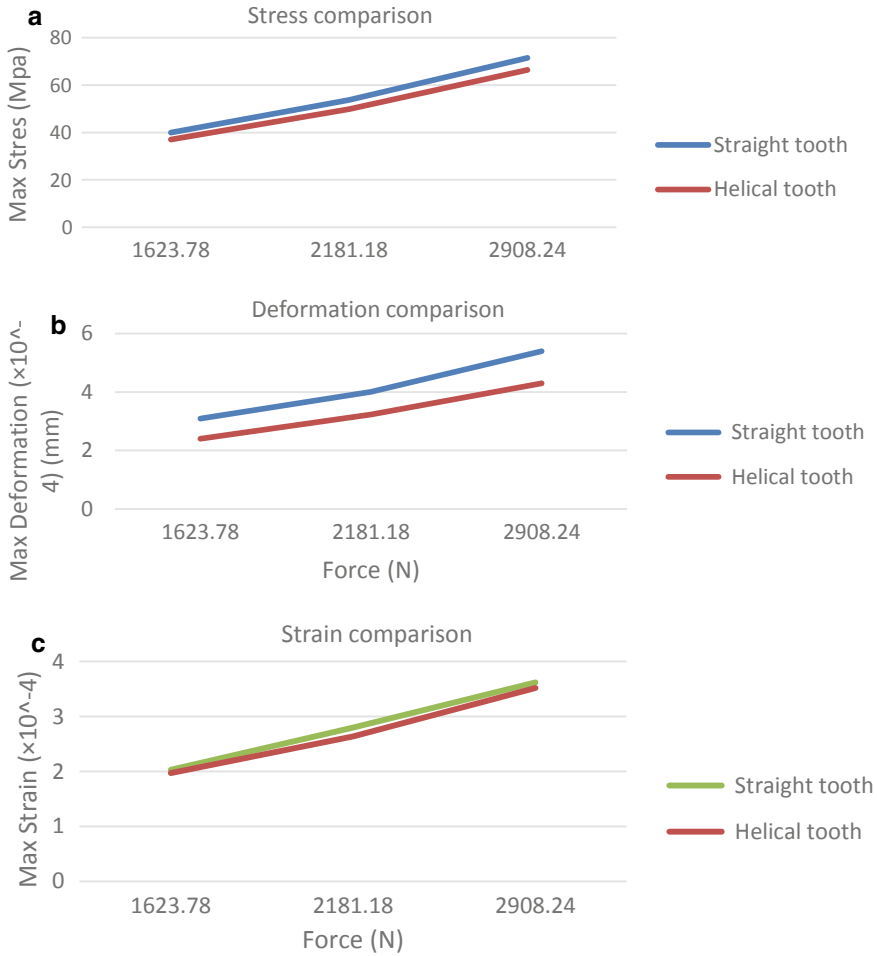 a
Stress comparison
Max Stres (Mpa)
80
60
40
20
0
1623.78 2181.18 2908.24
Straight tooth
Helical tooth
b
Deformation comparison
Max Deformation (×10^-
4) (mm)
6
4
2
0
1623.78 2181.18 2908.24
Force (N)
Straight tooth
Helical tooth
c
Strain comparison
Max Strain (×10^-4)
4
3
2
1
0
1623.78 2181.18 2908.24
Force (N)
Straight tooth
Helical tooth